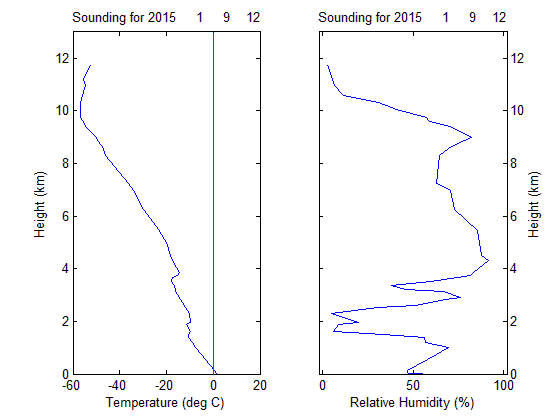 Sounding for 2015 1 9 12
Sounding for 2015 1 9 12
12
10
8
6
4
2
0
Height (km)
-60 -40 -20 0 20
Temperature (deg C)
12
10
8
6
4
2
0
Height (km)
0 50 100
Relative Humidity (%)